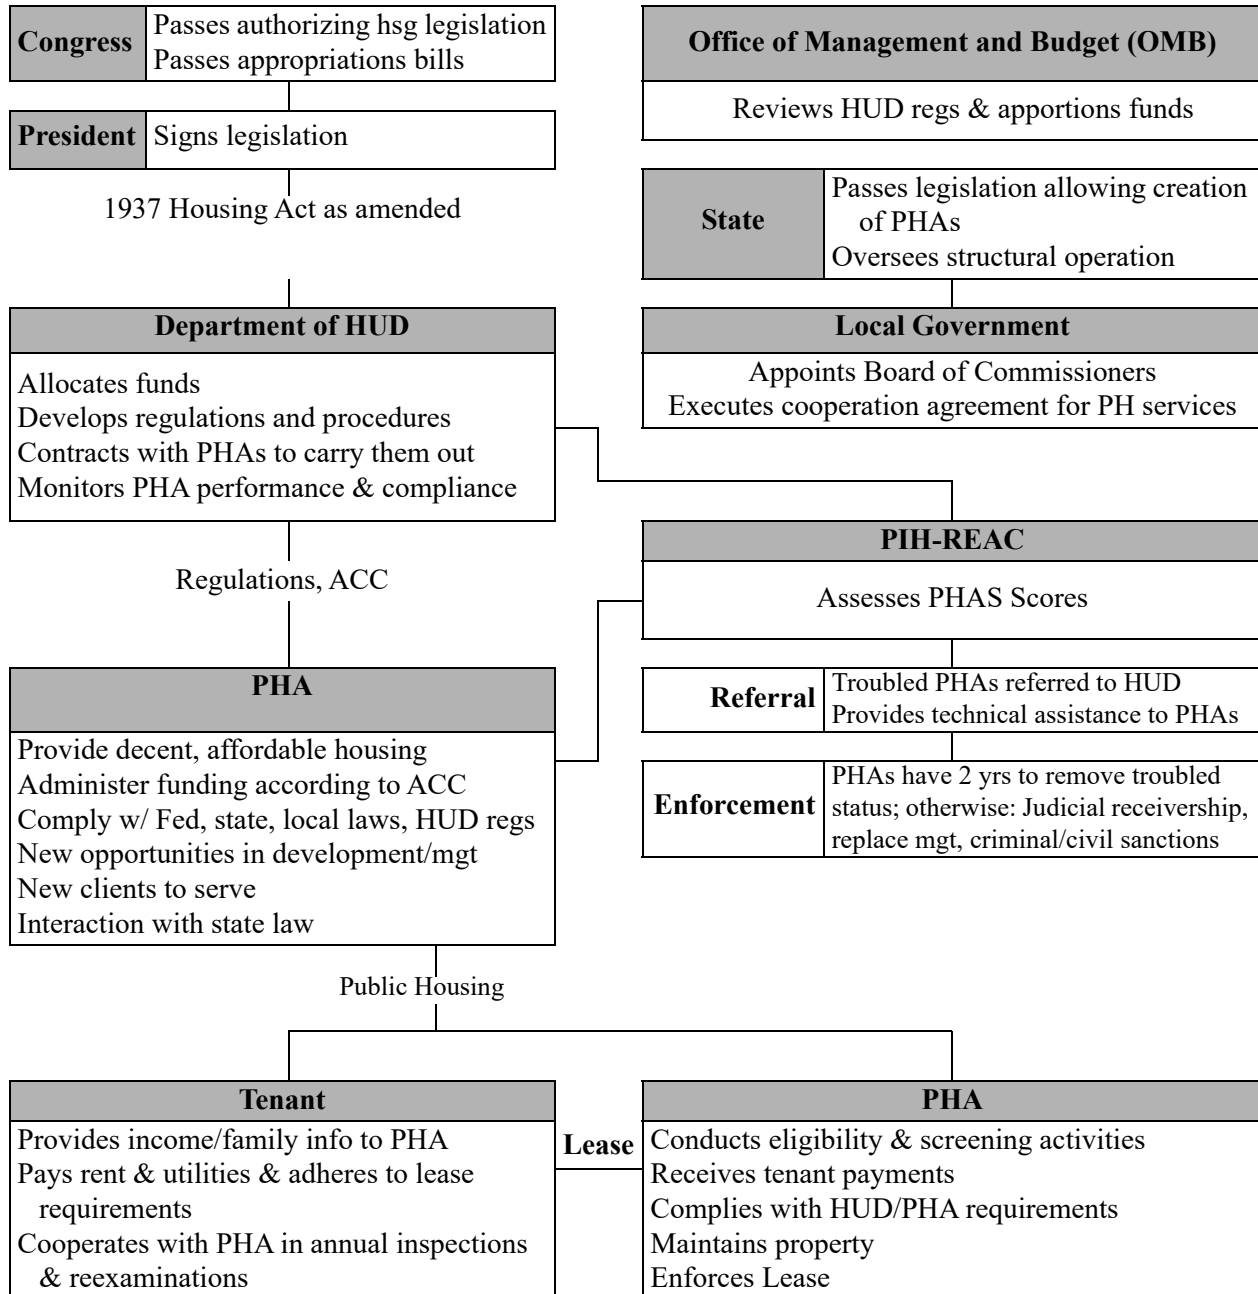 Congress
Passes authorizing hsg legislation
Passes appropriations bills
President
Signs legislation
1937 Housing Act as amended
Office of Management and Budget (OMB)
Reviews HUD regs & apportions funds
State
Passes legislation allowing creation
of PHAs
Oversees structural operation
Department of HUD
Allocates funds
Develops regulations and procedures
Contracts with PHAs to carry them out
Monitors PHA performance & compliance
Local Government
Appoints Board of Commissioners
Executes cooperation agreement for PH services
Regulations, ACC
PIH-REAC
Assesses PHAS Scores
Referral
Troubled PHAs referred to HUD
Provides technical assistance to PHAs
Enforcement
PHAs have 2 yrs to remove troubled
status; otherwise: Judicial receivership,
replace mgt, criminal/civil sanctions
PHA
Provide decent, affordable housing
Administer funding according to ACC
Comply w/ Fed, state, local laws, HUD regs
New opportunities in development/mgt
New clients to serve
Interaction with state law
Public Housing
Tenant
Provides income/family info to PHA
Pays rent & utilities & adheres to lease
requirements
Cooperates with PHA in annual inspections
& reexaminations
Lease
PHA
Conducts eligibility & screening activities
Receives tenant payments
Complies with HUD/PHA requirements
Maintains property
Enforces Lease